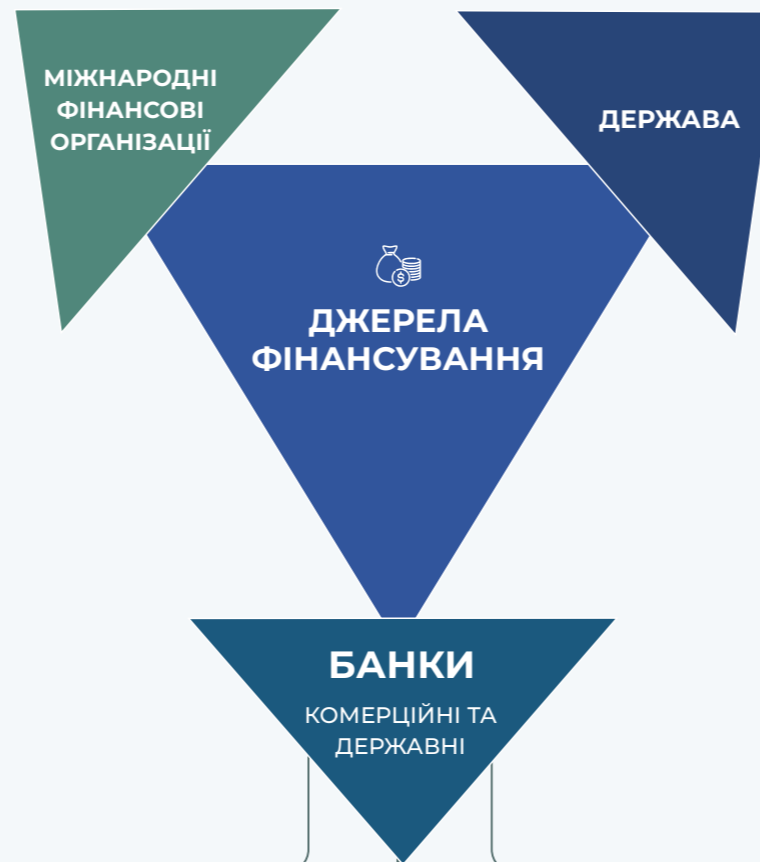 МІЖНАРОДНІ
ФІНАНСОВІ
ОРГАНІЗАЦІЇ
ДЕРЖАВА
ДЖЕРЕЛА
ФІНАНСУВАННЯ
БАНКИ
КОМЕРЦІЙНІ ТА
ДЕРЖАВНІ